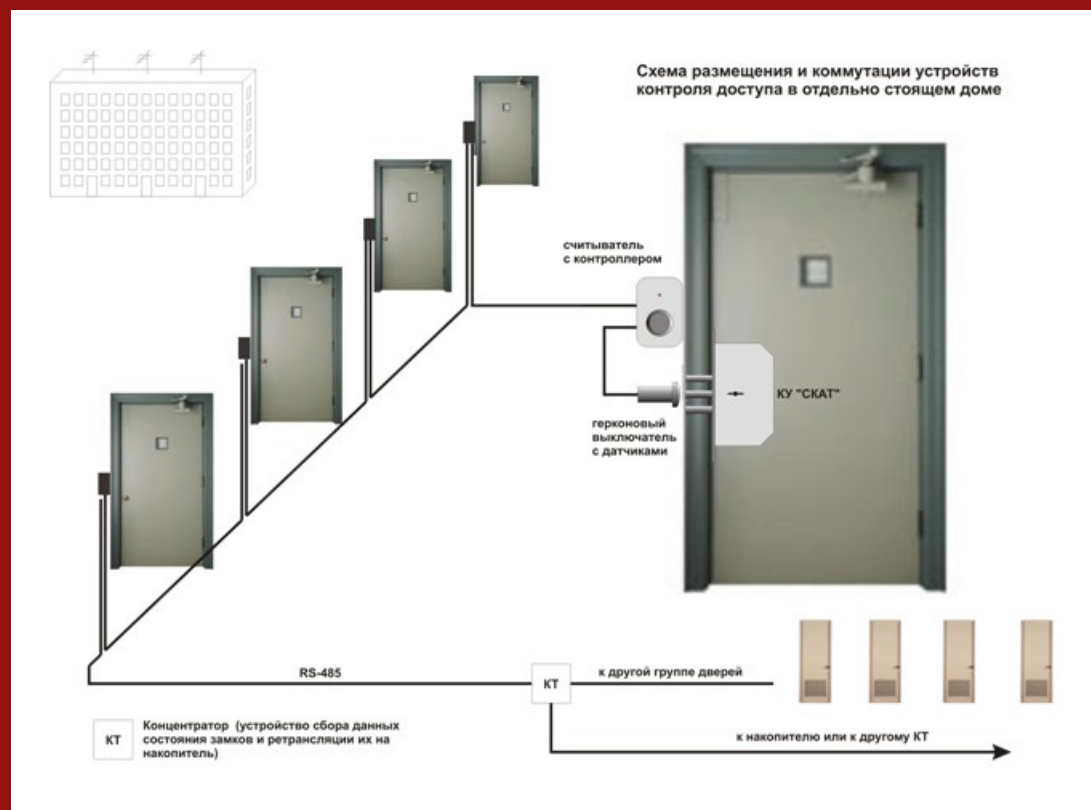 Схема размещения и коммутации устройств
контроля доступа в отдельно стоящем доме
считыватель
с контроллером
КУ "СКАТ"
герконовый
выключатель
с датчиками
RS-485
КТ
к другой группе дверей
КТ
Концентратор (устройство сбора данных
состояния замков и ретрансляции их на
накопитель)
к накопителю или к другому КТ